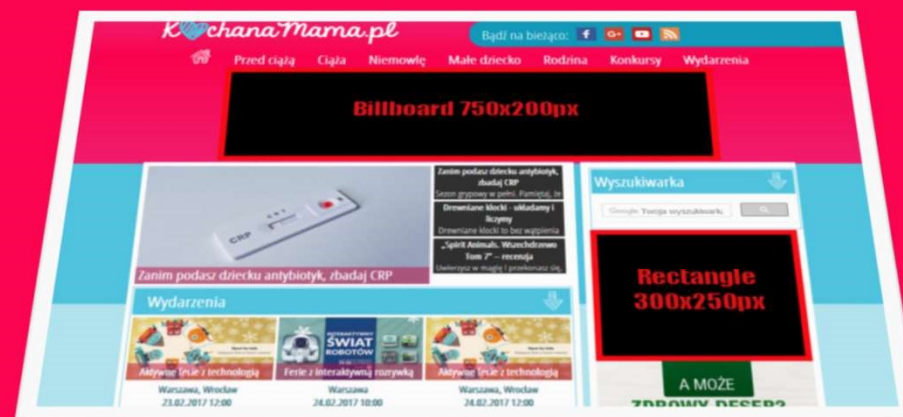 KochanaMama.pl
Bądź na bieżąco:
Przed ciążą Ciąża Niemowlę Małe dziecko Rodzina Konkursy Wydarzenia
Billboard 750x200px
CRP
Zanim podasz dziecku antybiotyk, zbadaj CRP
Zanim podasz dziecku antybiotyk,
zbadaj CRP
Sezon grypowy w pełni. Pamiętaj, że
Drewniane klocki - układamy i
liczymy
Drewniane klocki to bez wątpienia
„Spirit Animals. Wszechdrzewo
Tom 7” – recenzja
Uwierzysz w magię i przekonasz się,
Wyszukiwarka
Google Twoja wyszukiwarka
Rectangle
300x250px
Wydarzenia
Aktywne ferie z technologią
INTERAKTYWNY
ŚWIAT
ROBOTÓW
Ferie z interaktywną rozrywką
Aktywne ferie z technologią
Warszawa, Wrocław
23.02.2017 12:00
Warszawa
24.02.2017 10:00
Warszawa, Wrocław
24.02.2017 12:00
A MOŻE
ZDROWY DESER?